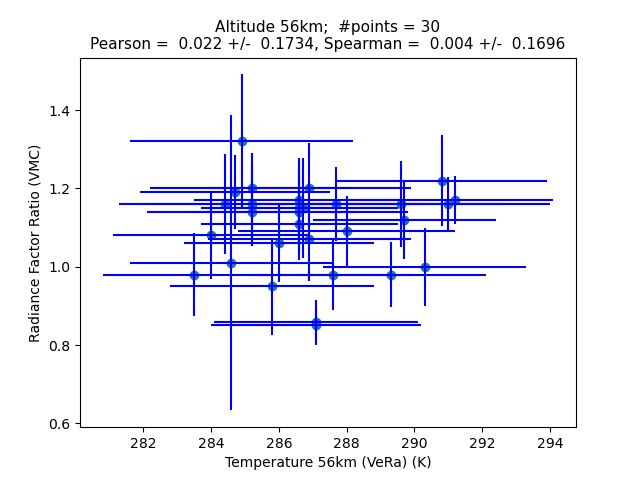 Altitude 56km;  #points = 30
Pearson =  0.022 +/-  0.1734, Spearman =  0.004 +/-  0.1696
1.4
1.2
1.0
0.8
0.6
Radiance Factor Ratio (VMC)
282 284 286 288 290 292 294
Temperature 56km (VeRa) (K)